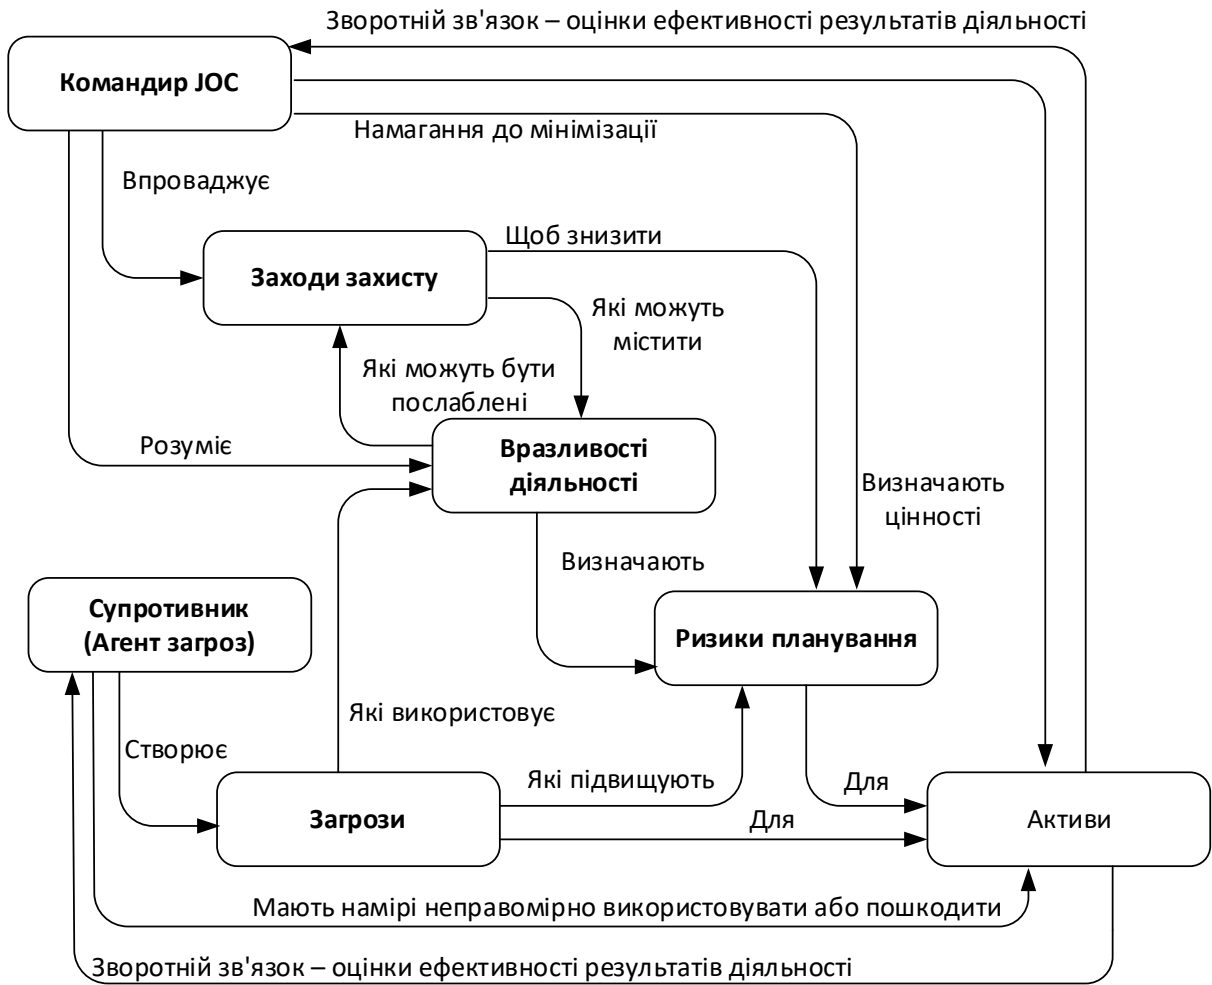 Зворотній зв'язок – оцінки ефективності результатів діяльності
Командир JOC
Намагання до мінімізації
Впроваджує
Щоб знизити
Заходи захисту
Які можуть
містити
Які можуть бути
послаблені
Розуміє
Вразливості
діяльності
Визначають
цінності
Визначають
Супротивник
(Агент загроз)
Ризики планування
Які використовує
Створює
Які підвищують
Для
Загрози
Для
Активи
Мають намірі неправомірно використовувати або пошкодити
Зворотній зв'язок – оцінки ефективності результатів діяльності